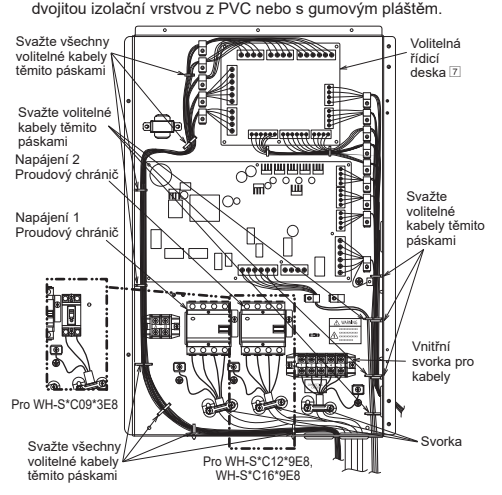 dvojitou izolační vrstvou z PVC nebo s gumovým pláštěm.
Svažte všechny
volitelné kabely
těmito páskami
Volitelná
řídicí
deska 7
Svažte volitelné
kabely těmito
páskami
Napájení 2
Proudový chránič
Napájení 1
Proudový chránič
Svažte
volitelné
kabely těmito
páskami
WARNING
Vnitřní
svorka pro
kabely
Pro WH-S*C09*3E8
Svorka
Svažte všechny
volitelné kabely
těmito páskami
Pro WH-S*C12*9E8,
WH-S*C16*9E8